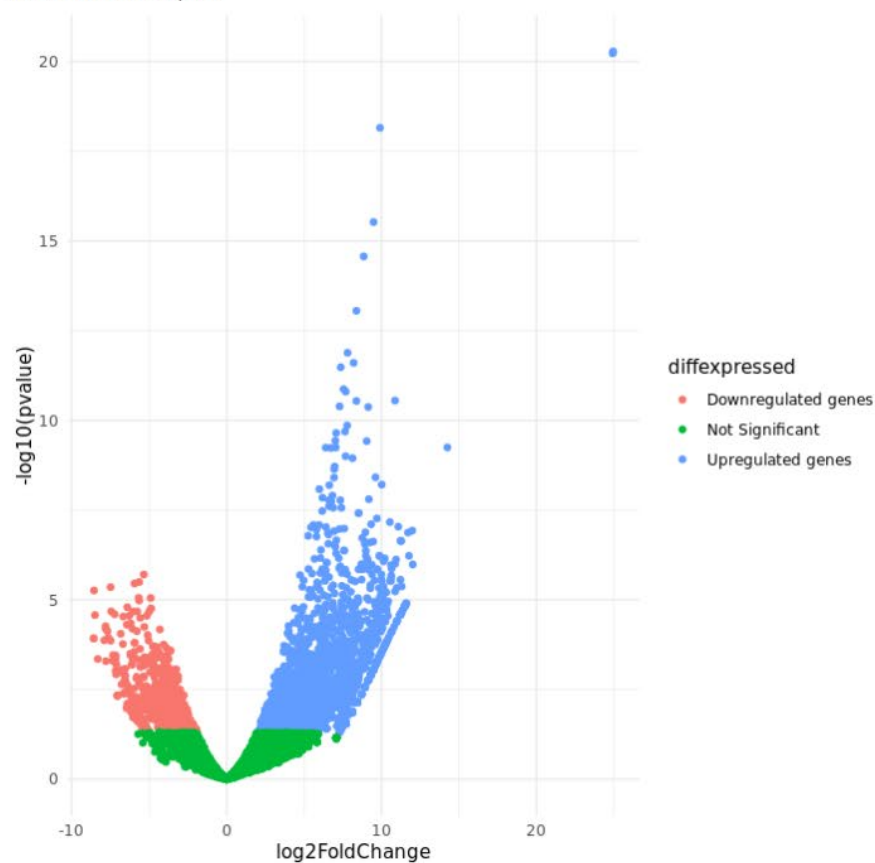 20
15
10
5
0
-log10(pvalue)
-10
0
10
20
log2FoldChange
diffexpressed
Downregulated genes
Not Significant
Upregulated genes